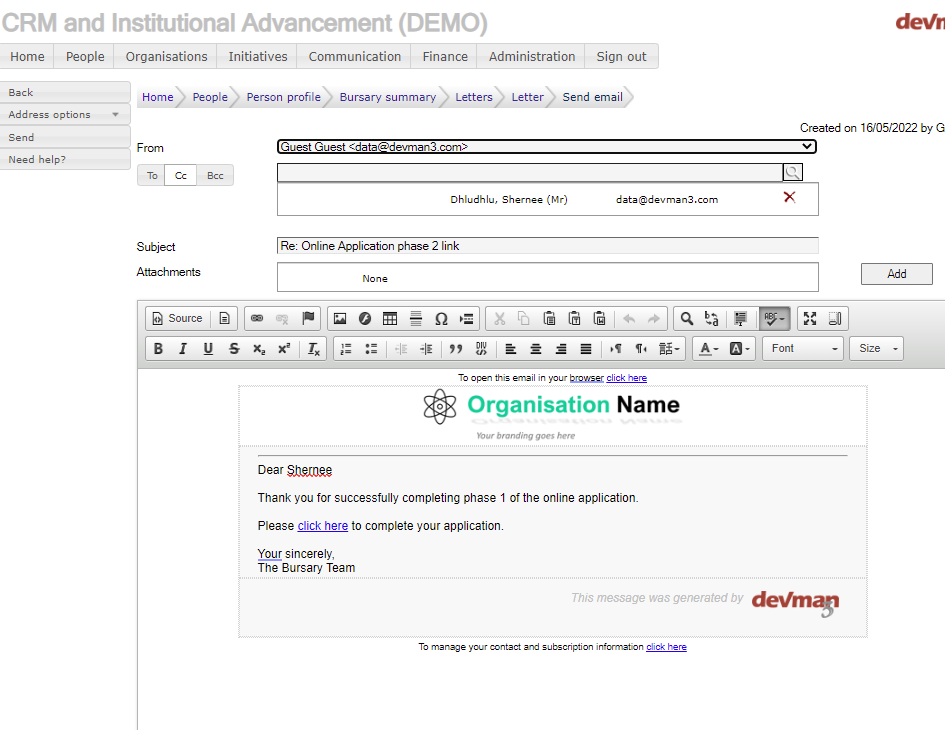 CRM and Institutional Advancement (DEMO)
devm
Home People Organisations Initiatives Communication Finance Administration Sign out
Back
Address options
Send
Need help?
Home People Person profile Bursary summary Letters Letter Send email
Created on 16/05/2022 by G
From Guest Guest <data@devman3.com>
To Cc Bcc
Dhludhlu, Shernee (Mr) data@devman3.com
Subject Re: Online Application phase 2 link
Attachments None Add
Source
Font Size
To open this email in your browser click here
Organisation Name
Your branding goes here
Dear Shernee
Thank you for successfully completing phase 1 of the online application.
Please click here to complete your application.
Your sincerely,
The Bursary Team
This message was generated by devman 3
To manage your contact and subscription information click here